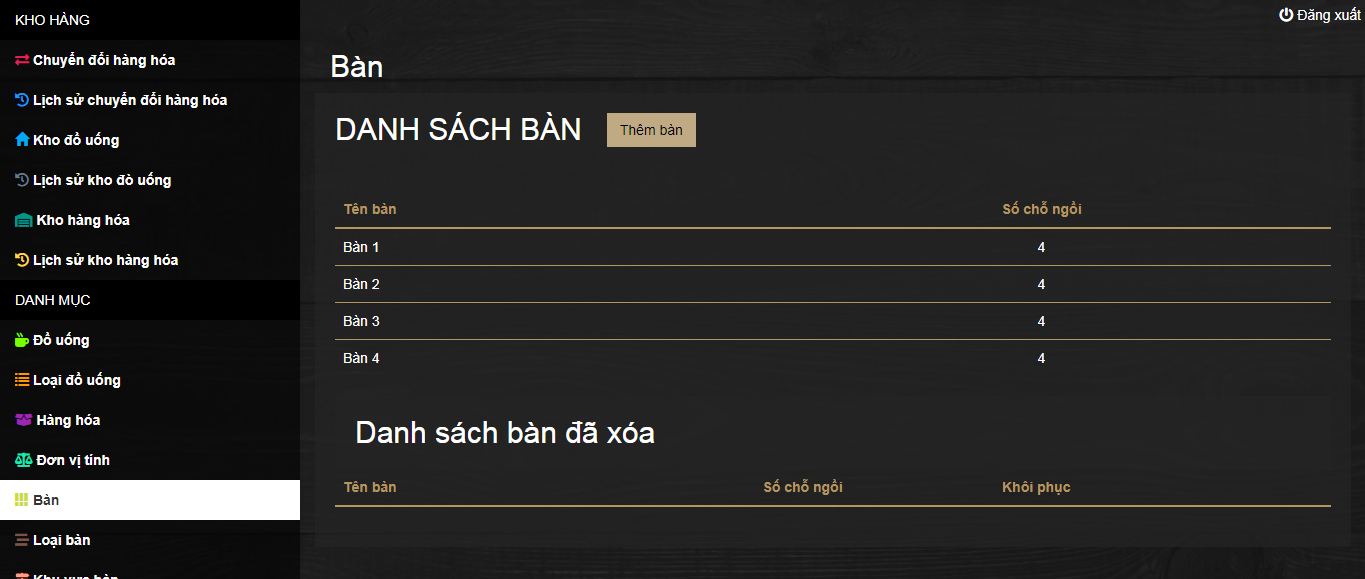 KHO HÀNG
Chuyển đổi hàng hóa
Lịch sử chuyển đổi hàng hóa
Kho đồ uống
Lịch sử kho đò uống
Kho hàng hóa
Lịch sử kho hàng hóa
DANH MỤC
Đồ uống
Loại đồ uống
Hàng hóa
Đơn vị tính
Bàn
Loại bàn
Khu vực bàn
Đăng xuất
Bàn
DANH SÁCH BÀN Thêm bàn
Tên bàn Số chỗ ngồi
Bàn 1 4
Bàn 2 4
Bàn 3 4
Bàn 4 4
Danh sách bàn đã xóa
Tên bàn Số chỗ ngồi Khôi phục